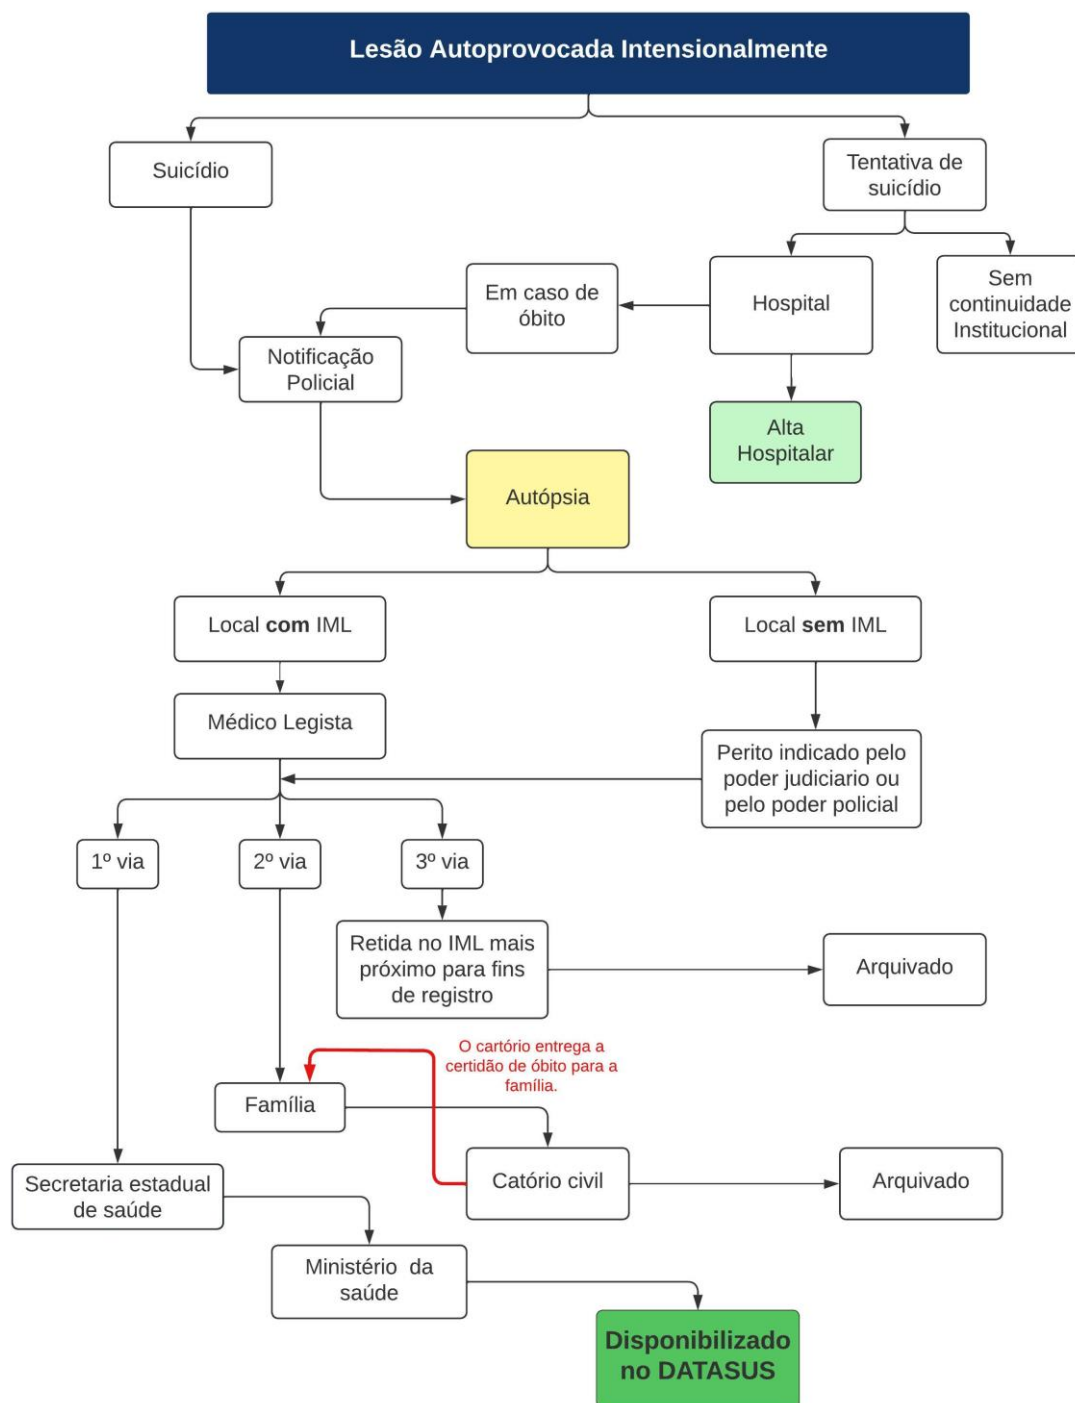 Lesão Autoprovocada Intensionalmente
Suicídio
Tentativa de
suicídio
Em caso de
óbito
Hospital
Sem
continuidade
Institucional
Notificação
Policial
Alta
Hospitalar
Autópsia
Local com IML
Local sem IML
Médico Legista
Perito indicado pelo
poder judiciario ou
pelo poder policial
1º via
2º via
3º via
Retida no IML mais
próximo para fins
de registro
Arquivado
O cartório entrega a
certidão de óbito para a
família.
Família
Catório civil
Arquivado
Secretaria estadual
de saúde
Ministério da
saúde
Disponibilizado
no DATASUS